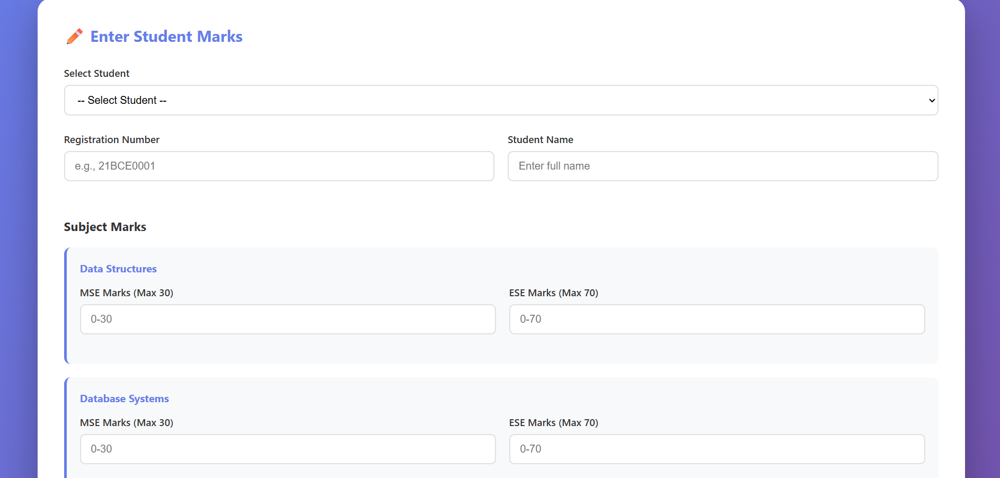 Enter Student Marks
Select Student
-- Select Student --
Registration Number
Student Name
e.g., 21BCE0001
Enter full name
Subject Marks
Data Structures
MSE Marks (Max 30)
ESE Marks (Max 70)
0-30
0-70
Database Systems
MSE Marks (Max 30)
ESE Marks (Max 70)
0-30
0-70